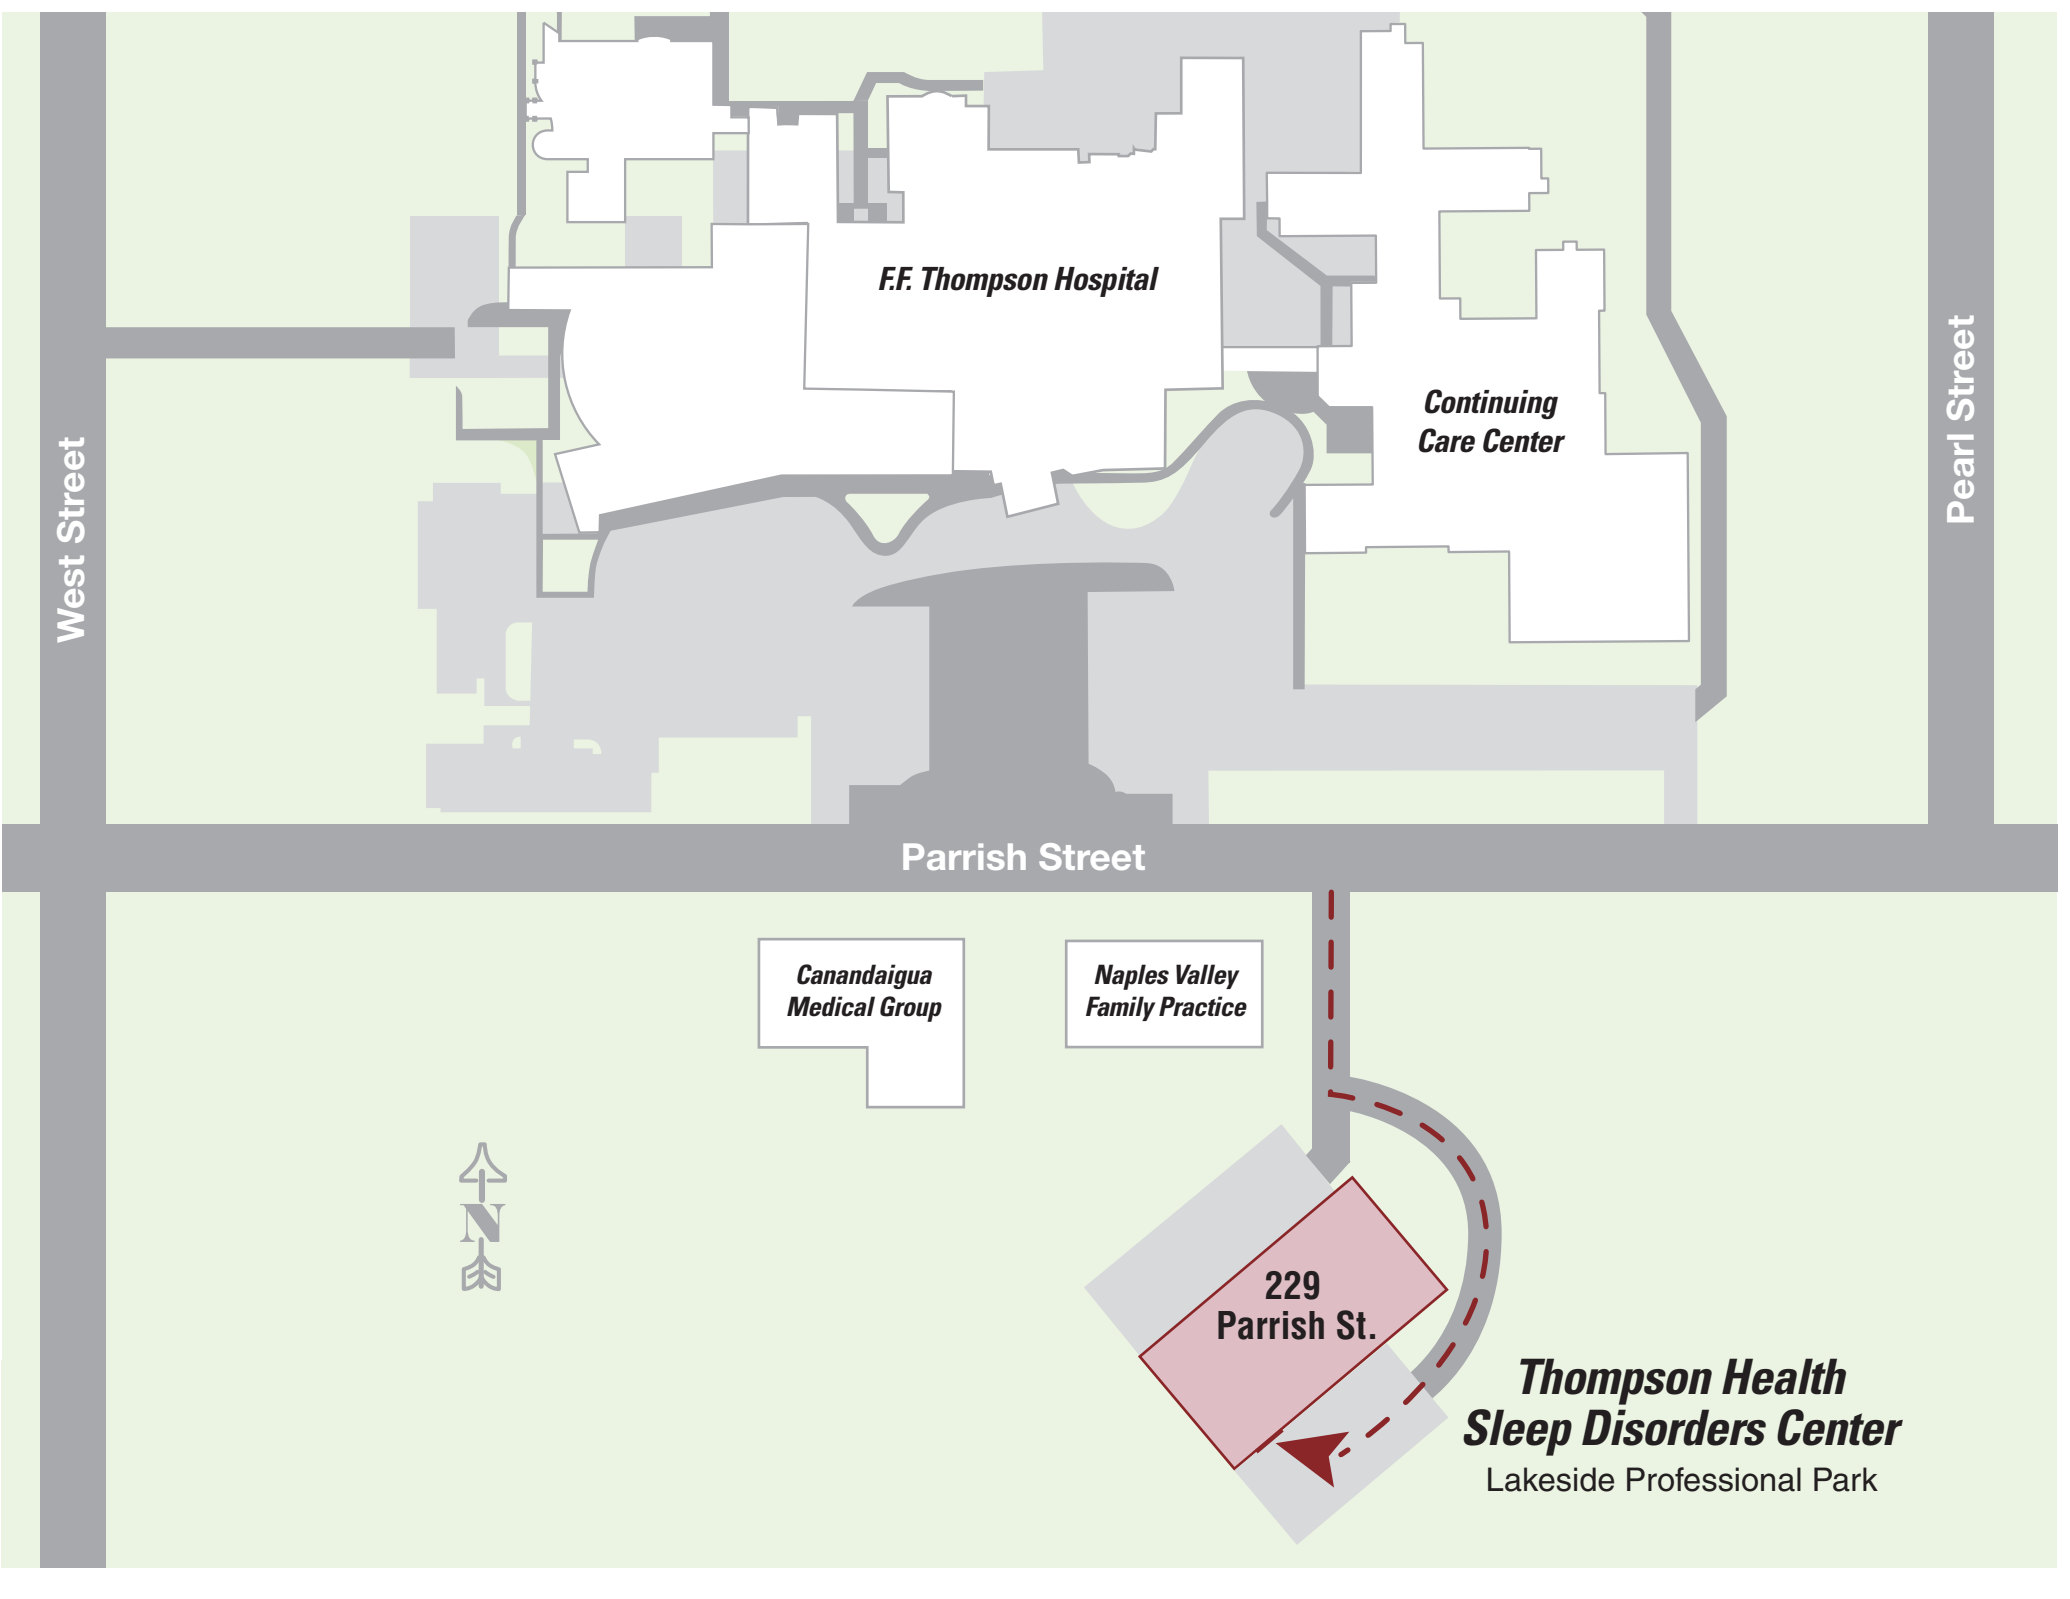 F.F. Thompson Hospital
Continuing
Care Center
West Street
Pearl Street
Parrish Street
Canandaigua
Medical Group
Naples Valley
Family Practice
N
229
Parrish St.
Thompson Health
Sleep Disorders Center
Lakeside Professional Park